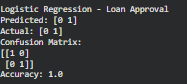 Logistic Regression - Loan Approval
Predicted: [0 1]
Actual: [0 1]
Confusion Matrix:
[[1 0]
 [0 1]]
Accuracy: 1.0